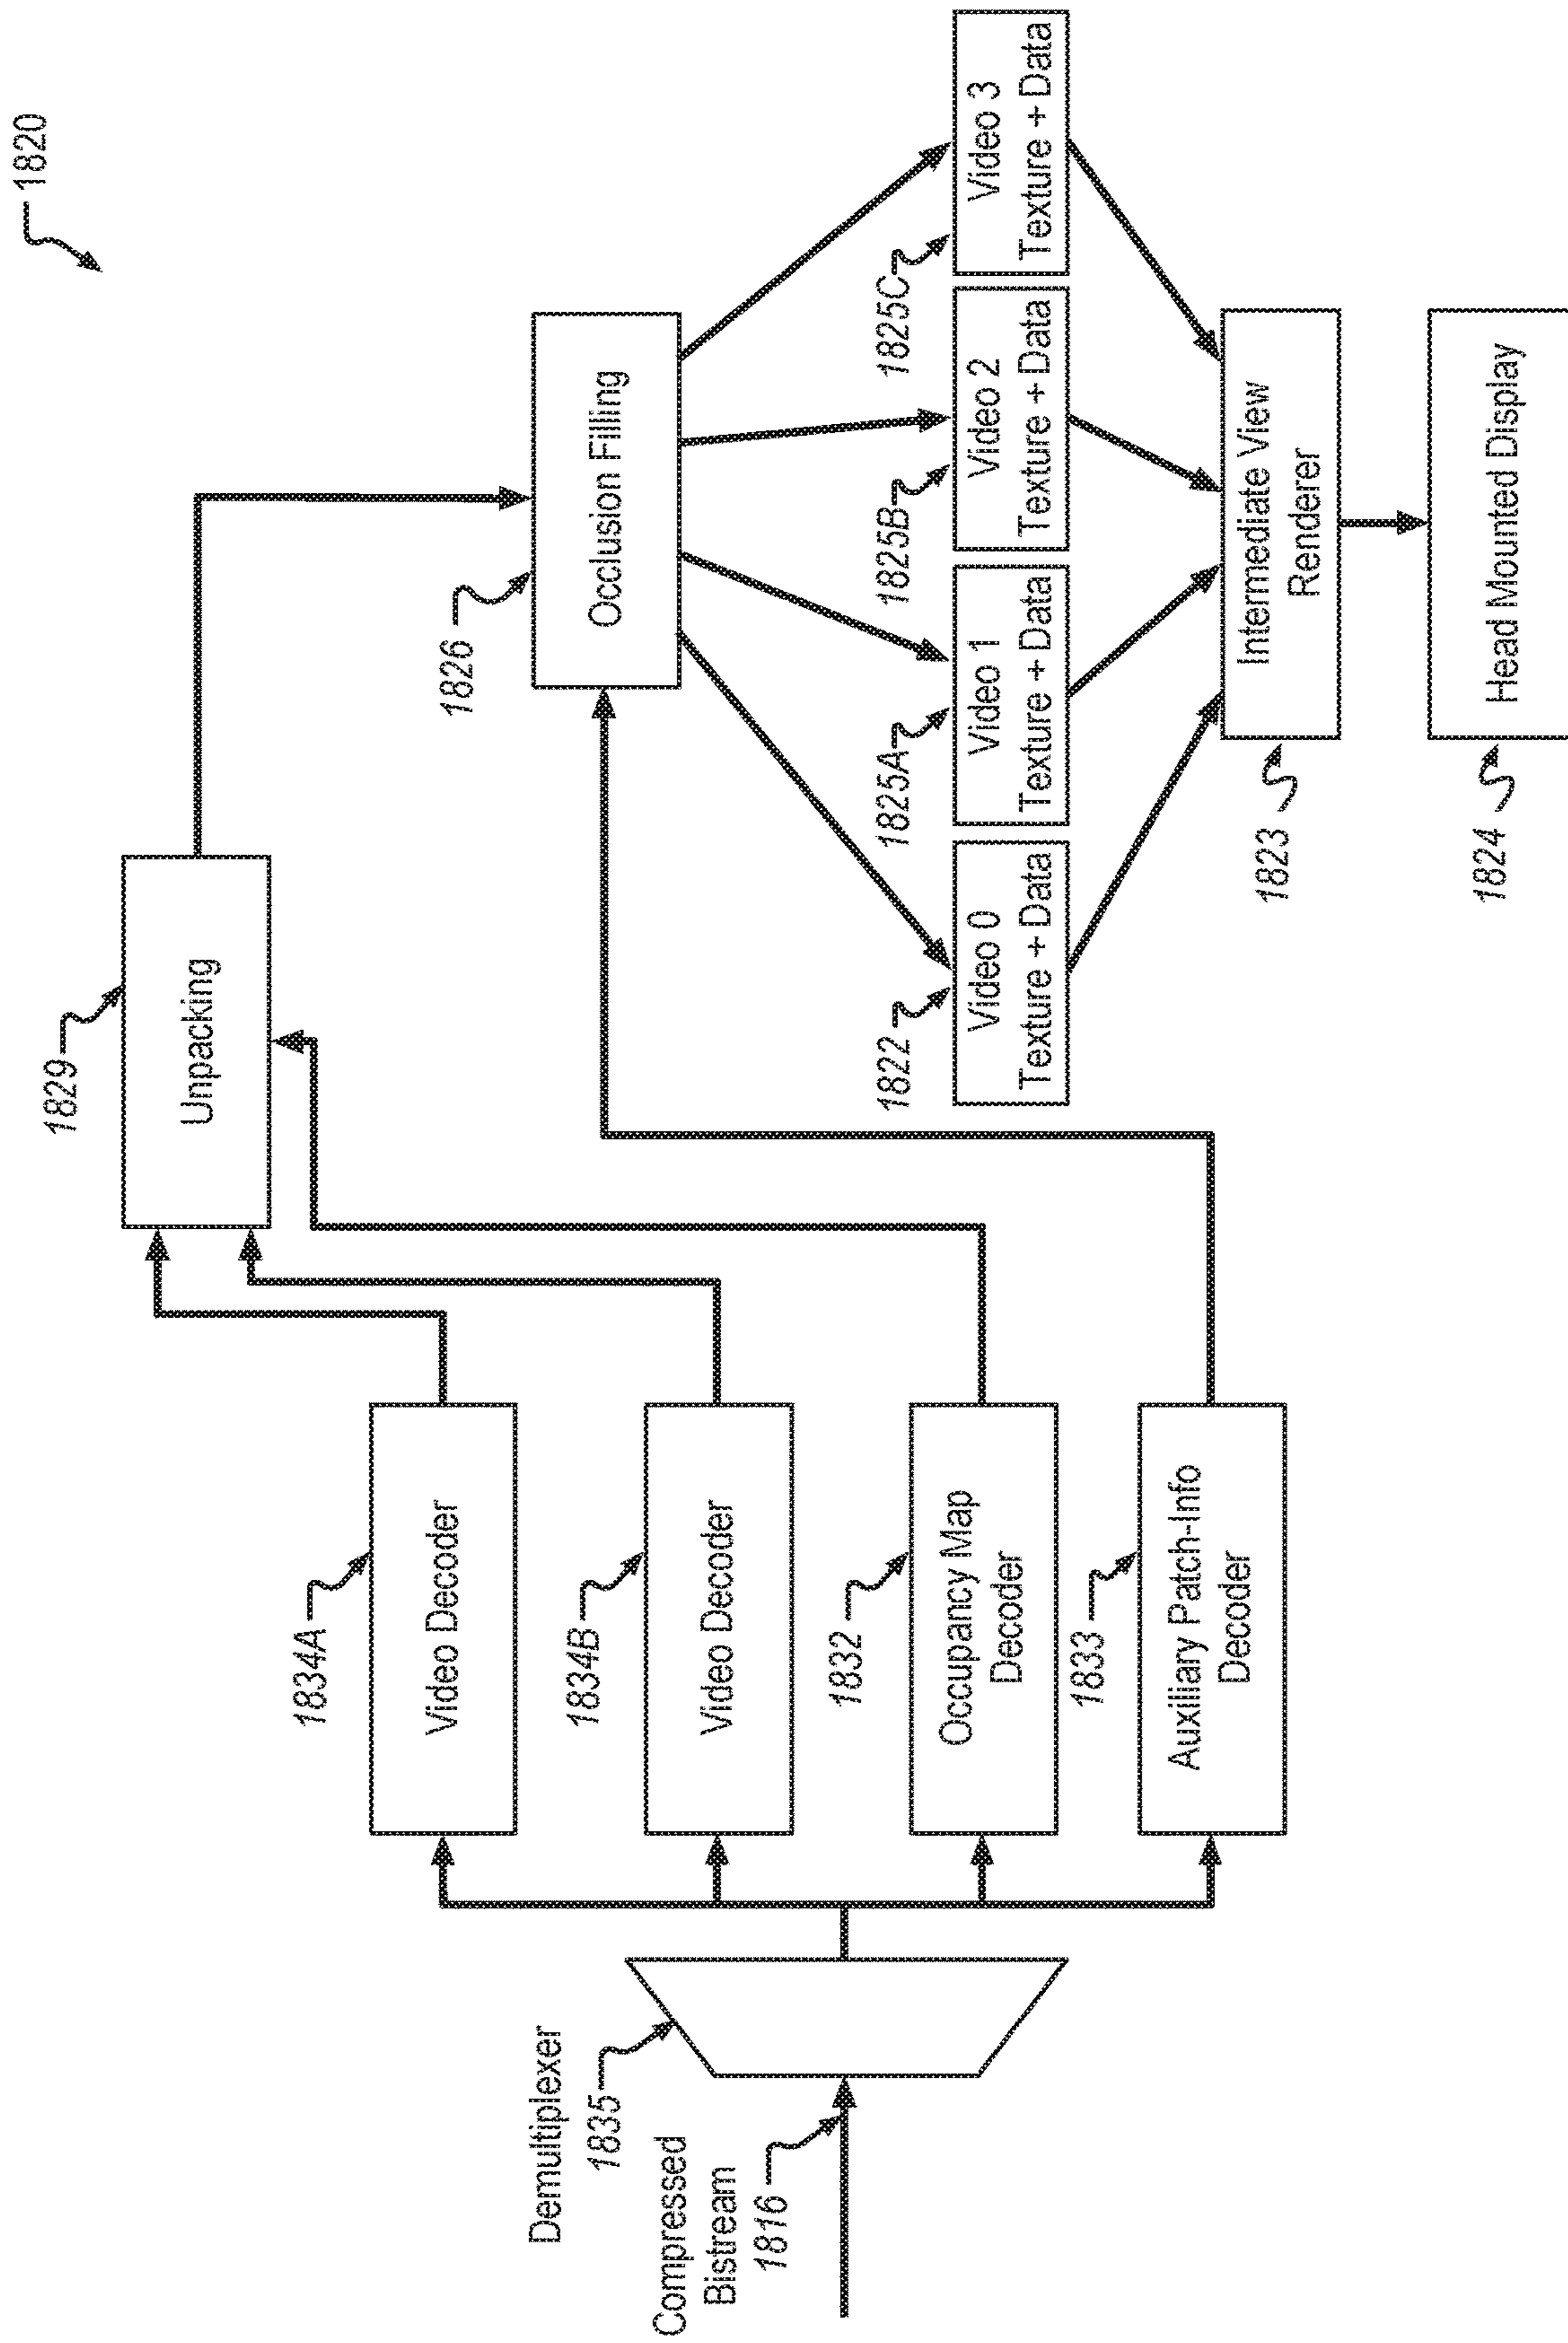 1820
Demultiplexer
1835
Compressed
Bistream
1816
1834A
Video Decoder
1834B
Video Decoder
1832
Occupancy Map
Decoder
1833
Auxiliary Patch-Info
Decoder
1829
Unpacking
1826
Occlusion Filling
1822
Video 0
Texture + Data
1825A
Video 1
Texture + Data
1825B
Video 2
Texture + Data
1825C
Video 3
Texture + Data
1823
Intermediate View
Renderer
1824
Head Mounted Display